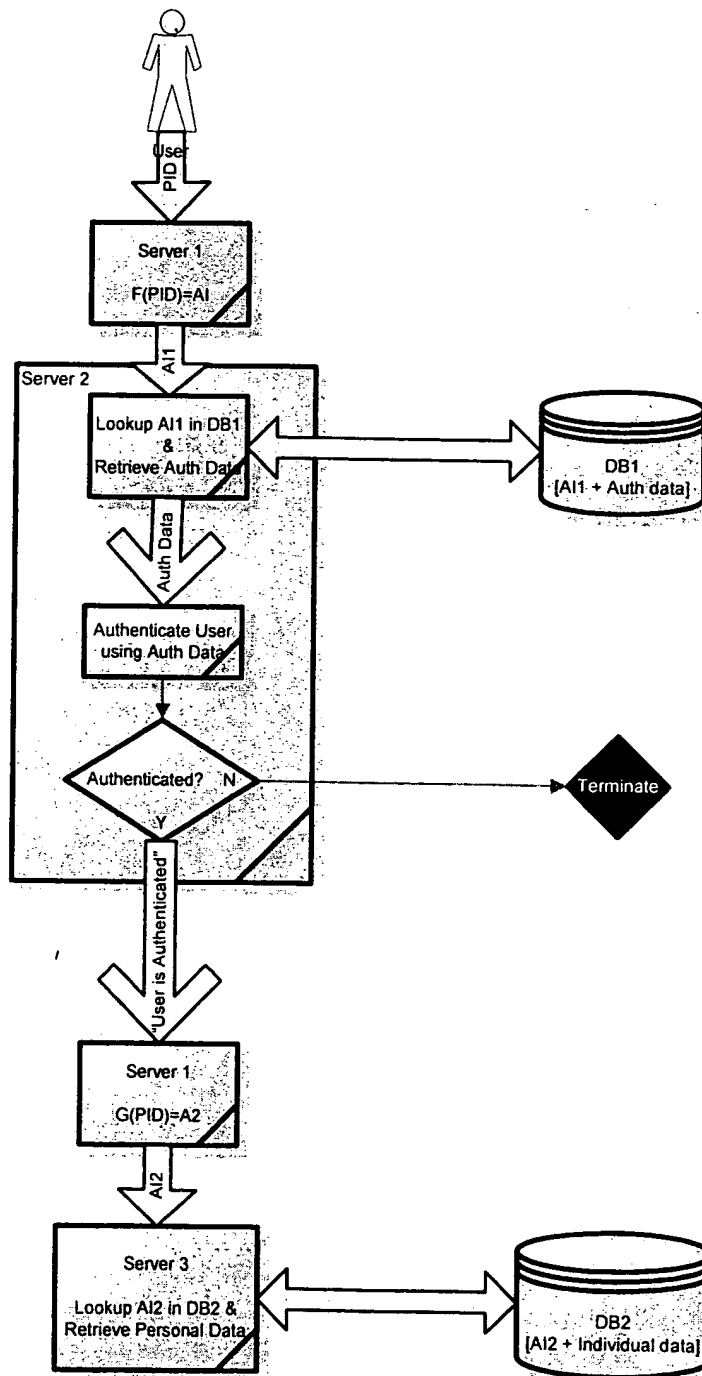 User
PID
Server 1
F(PID)=AI
AI1
Server 2
Lookup AI1 in DB1
&
Retrieve Auth Data
DB1
[AI1 + Auth data]
Auth Data
Authenticate User
using Auth Data
Authenticated?
N
Terminate
Y
"User is Authenticated"
Server 1
G(PID)=A2
AI2
Server 3
Lookup AI2 in DB2 &
Retrieve Personal Data
DB2
[AI2 + Individual data]